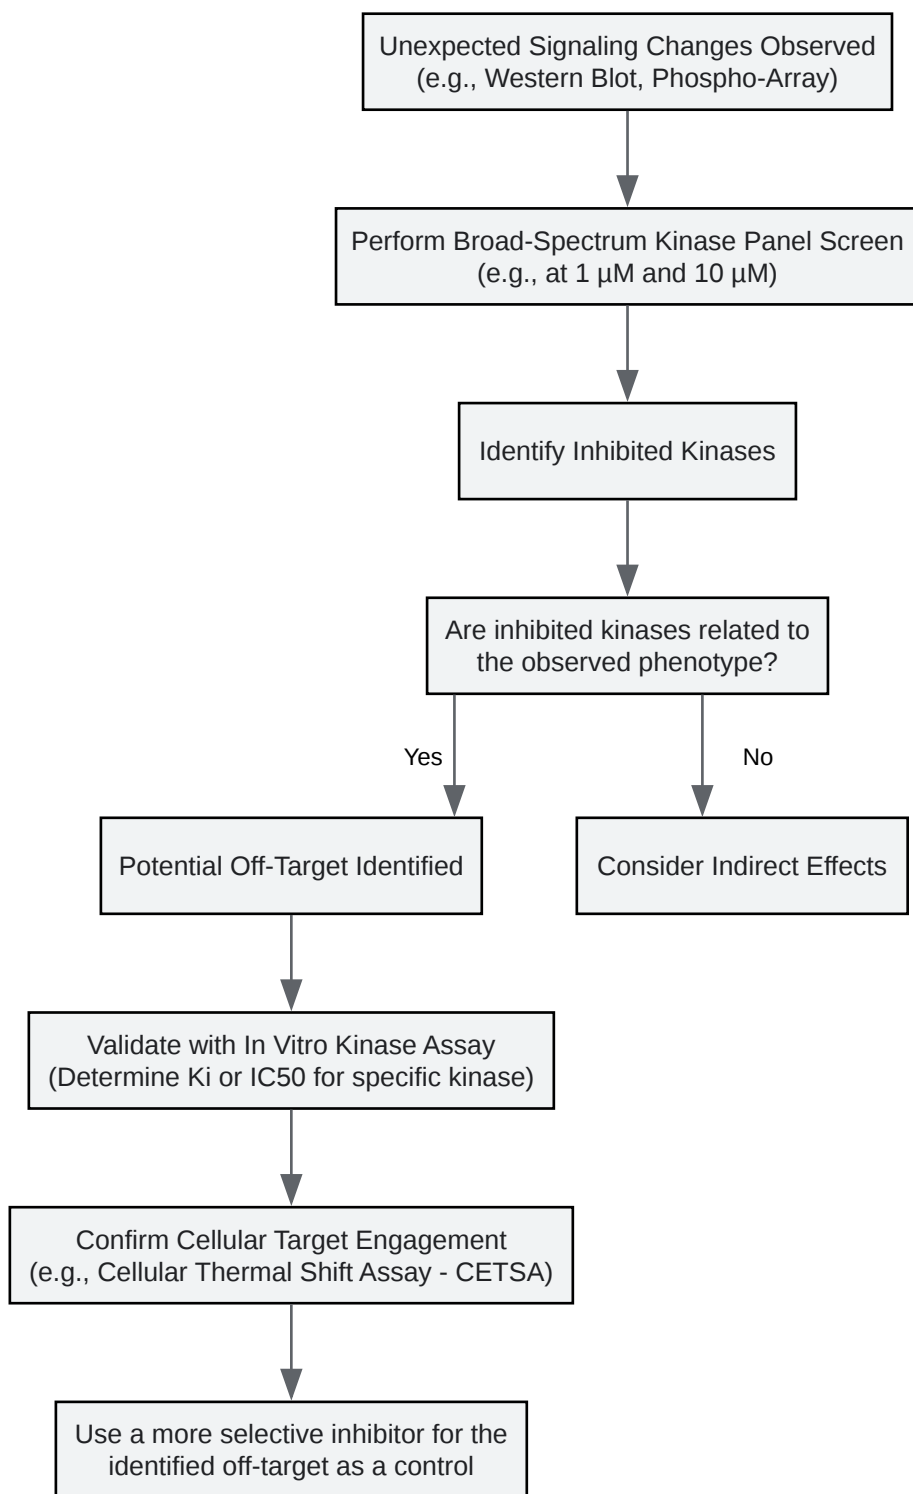 Unexpected Signaling Changes Observed
(e.g., Western Blot, Phospho-Array)
Perform Broad-Spectrum Kinase Panel Screen
(e.g., at 1 µM and 10 µM)
Identify Inhibited Kinases
Are inhibited kinases related to
the observed phenotype?
Yes
No
Potential Off-Target Identified
Consider Indirect Effects
Validate with In Vitro Kinase Assay
(Determine Ki or IC50 for specific kinase)
Confirm Cellular Target Engagement
(e.g., Cellular Thermal Shift Assay - CETSA)
Use a more selective inhibitor for the
identified off-target as a control